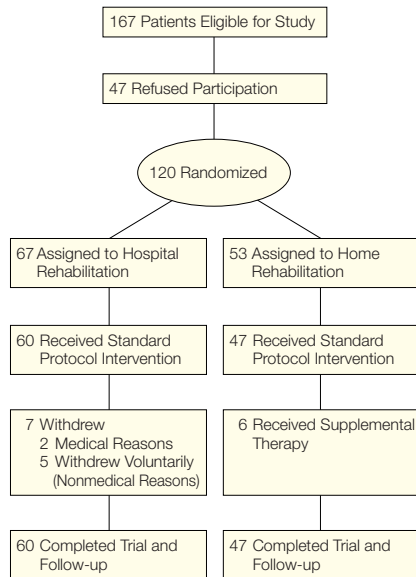 167 Patients Eligible for Study
47 Refused Participation
120 Randomized
67 Assigned to Hospital
Rehabilitation
53 Assigned to Home
Rehabilitation
60 Received Standard
Protocol Intervention
47 Received Standard
Protocol Intervention
7 Withdrew
2 Medical Reasons
5 Withdrew Voluntarily
(Nonmedical Reasons)
6 Received Supplemental
Therapy
60 Completed Trial and
Follow-up
47 Completed Trial and
Follow-up